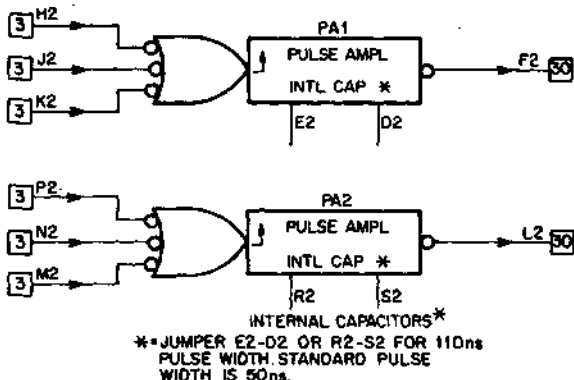 H2
3
PA1
J2
3
PULSE AMPL
F2
30
K2
3
INTL CAP *
E2
D2
P2
3
PA2
N2
3
PULSE AMPL
L2
30
M2
3
INTL CAP *
R2
S2
INTERNAL CAPACITORS*
*=JUMPER E2-D2 OR R2-S2 FOR 110ns
PULSE WIDTH. STANDARD PULSE
WIDTH IS 50ns.